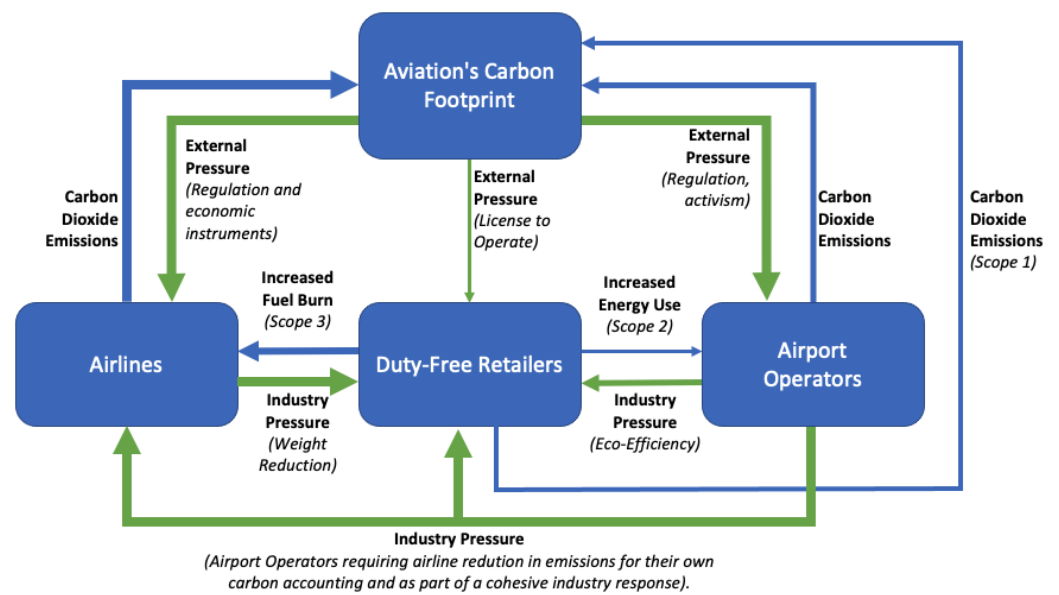 Aviation's Carbon
Footprint
External
Pressure
(Regulation and
economic
instruments)
External
Pressure
(License to
Operate)
External
Pressure
(Regulation,
activism)
Carbon
Dioxide
Emissions
Carbon
Dioxide
Emissions
Carbon
Dioxide
Emissions
(Scope 1)
Increased
Fuel Burn
(Scope 3)
Increased
Energy Use
(Scope 2)
Airlines
Duty-Free Retailers
Airport
Operators
Industry
Pressure
(Weight
Reduction)
Industry
Pressure
(Eco-Efficiency)
Industry Pressure
(Airport Operators requiring airline redution in emissions for their own
carbon accounting and as part of a cohesive industry response).